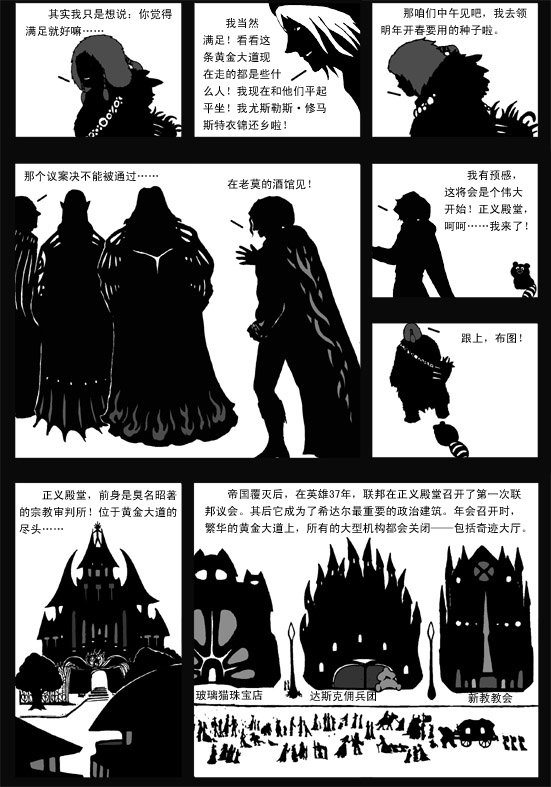 其实我只是想说：你觉得
满足就好嘛……
我当然
满足！看看这
条黄金大道现
在走的都是些什
么人！我现在和他们平起
平坐！我尤斯勒斯·修马
斯特衣锦还乡啦！
那咱们中午见吧，我去领
明年开春要用的种子啦。
那个议案决不能被通过……
在老莫的酒馆见！
我有预感，
这将会是个伟大
开始！正义殿堂，
呵呵……我来了！
跟上，布图！
正义殿堂，前身是臭名昭著
的宗教审判所！位于黄金大道的
尽头……
帝国覆灭后，在英雄37年，联邦在正义殿堂召开了第一次联
邦议会。其后它成为了希达尔最重要的政治建筑。年会召开时，
繁华的黄金大道上，所有的大型机构都会关闭——包括奇迹大厅。
玻璃猫珠宝店
达斯克佣兵团
新教教会